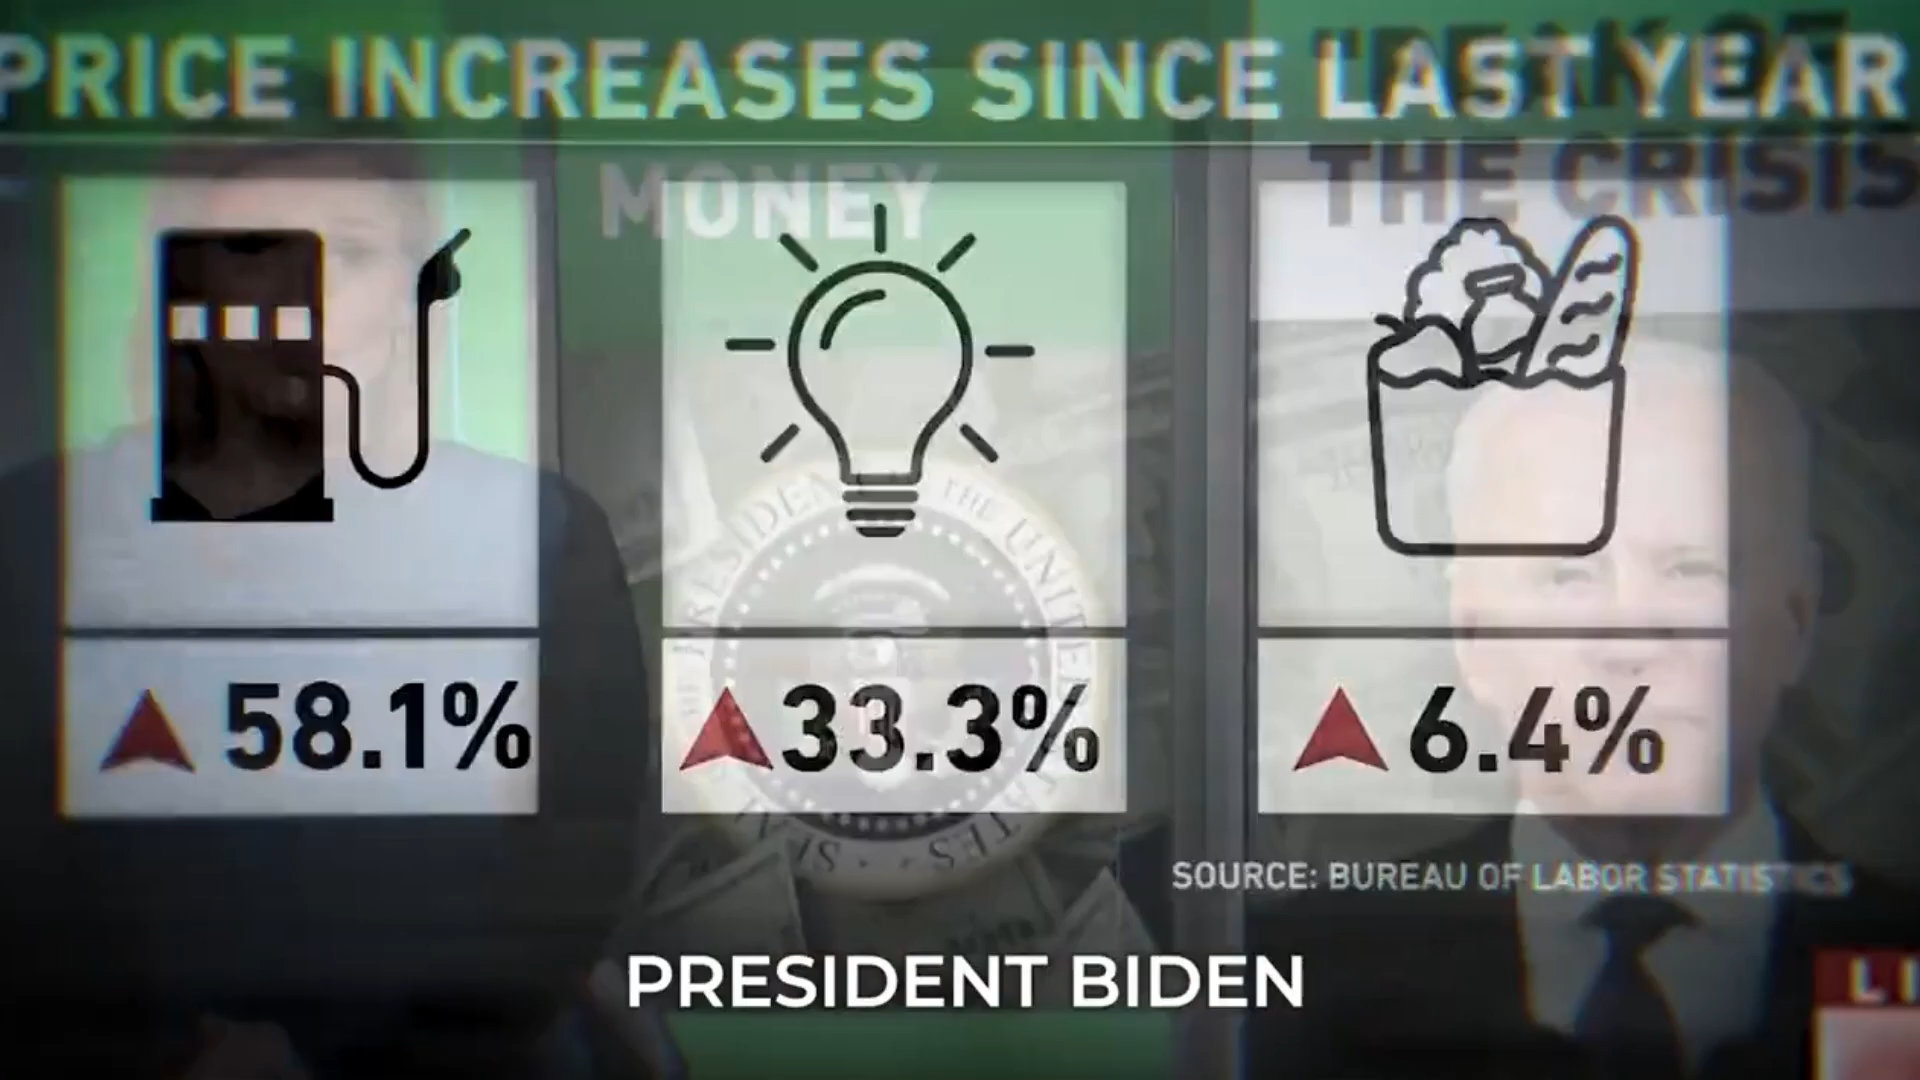 PRICE INCREASES SINCE LAST YEAR
THE CRISIS
MONEY
58.1%
33.3%
6.4%
SOURCE: BUREAU OF LABOR STATISTICS
PRESIDENT BIDEN